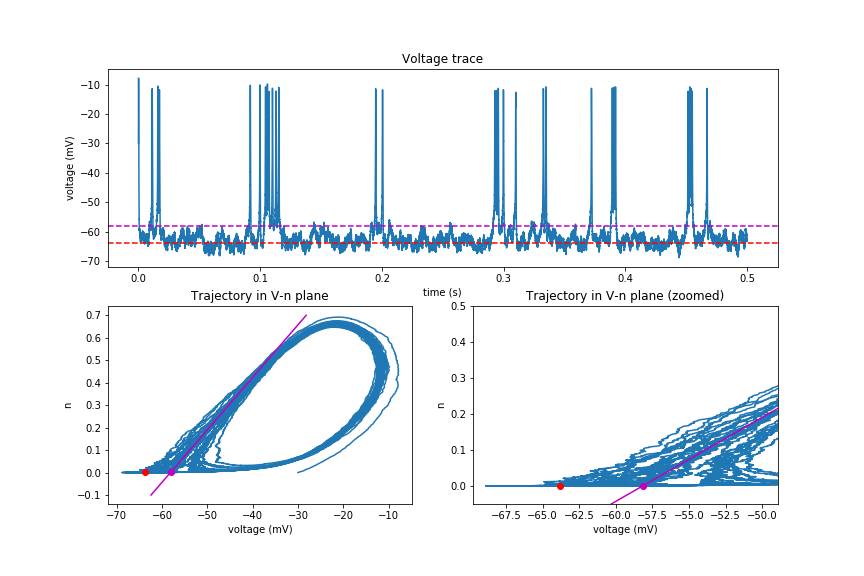 Voltage trace
voltage (mV)
−10
−20
−30
−40
−50
−60
−70
0.0 0.1 0.2 0.3 0.4 0.5
time (s)
Trajectory in V-n plane
n
0.7
0.6
0.5
0.4
0.3
0.2
0.1
0.0
−0.1
−70 −60 −50 −40 −30 −20 −10
voltage (mV)
Trajectory in V-n plane (zoomed)
n
0.5
0.4
0.3
0.2
0.1
0.0
−67.5 −65.0 −62.5 −60.0 −57.5 −55.0 −52.5 −50.0
voltage (mV)